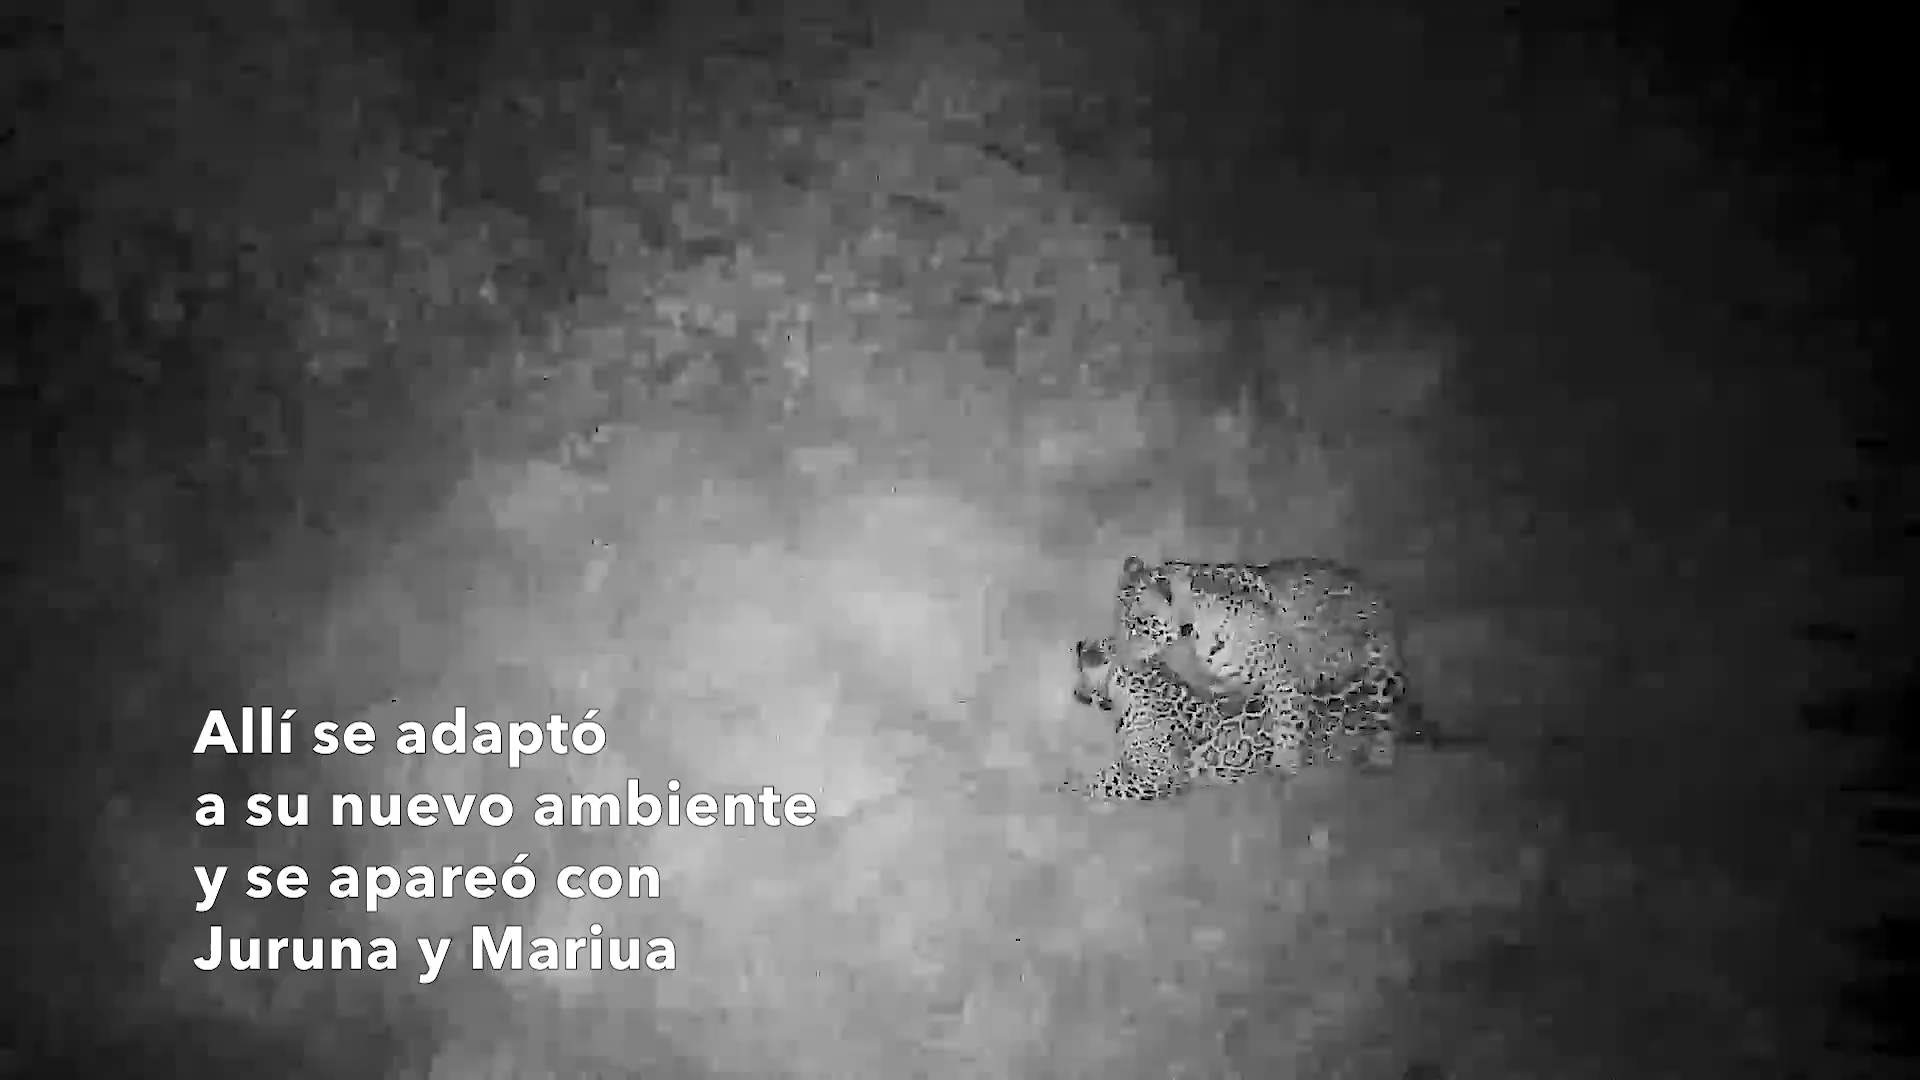 Allí se adaptó
a su nuevo ambiente
y se apareó con
Juruna y Mariua